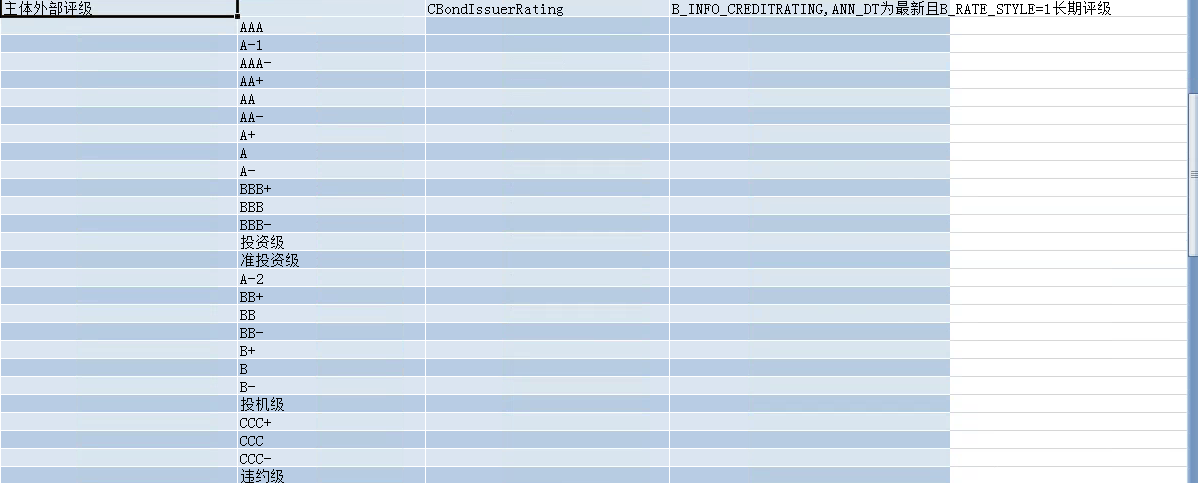 主体外部评级 CBondIssuerRating B_INFO_CREDITRATING,ANN_DT为最新且B_RATE_STYLE=1长期评级
AAA
A-1
AAA-
AA+
AA
AA-
A+
A
A-
BBB+
BBB
BBB-
投资级
准投资级
A-2
BB+
BB
BB-
B+
B
B-
投机级
CCC+
CCC
CCC-
违约级